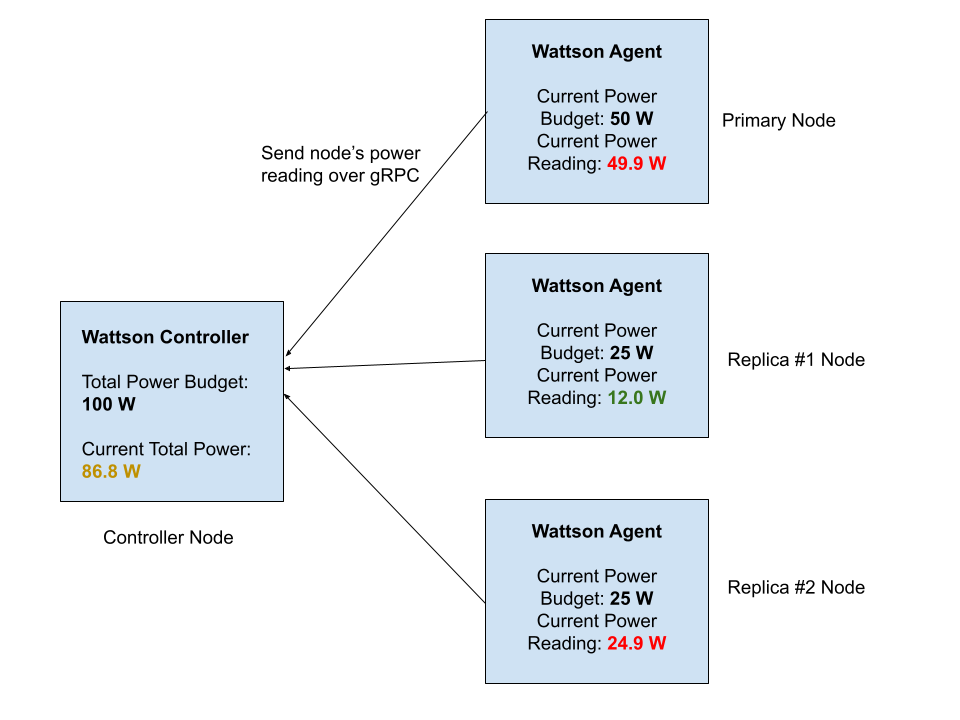 Wattson Agent
Current Power
Budget: 50 W
Current Power
Reading: 49.9 W
Primary Node
Send node’s power
reading over gRPC
Wattson Agent
Current Power
Budget: 25 W
Current Power
Reading: 12.0 W
Replica #1 Node
Wattson Controller
Total Power Budget:
100 W
Current Total Power:
86.8 W
Controller Node
Wattson Agent
Current Power
Budget: 25 W
Current Power
Reading: 24.9 W
Replica #2 Node